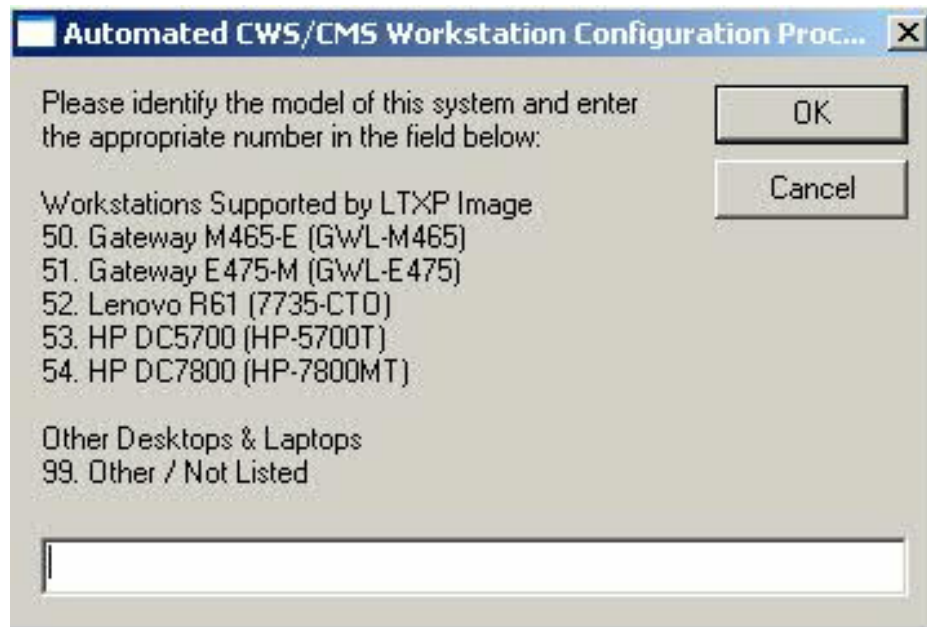 Automated CWS/CMS Workstation Configuration Proc...
Please identify the model of this system and enter
the appropriate number in the field below:
OK
Cancel
Workstations Supported by LTXP Image
50. Gateway M465-E (GWL-M465)
51. Gateway E475-M (GWL-E475)
52. Lenovo R61 (7735-CTO)
53. HP DC5700 (HP-5700T)
54. HP DC7800 (HP-7800MT)
Other Desktops & Laptops
99. Other / Not Listed